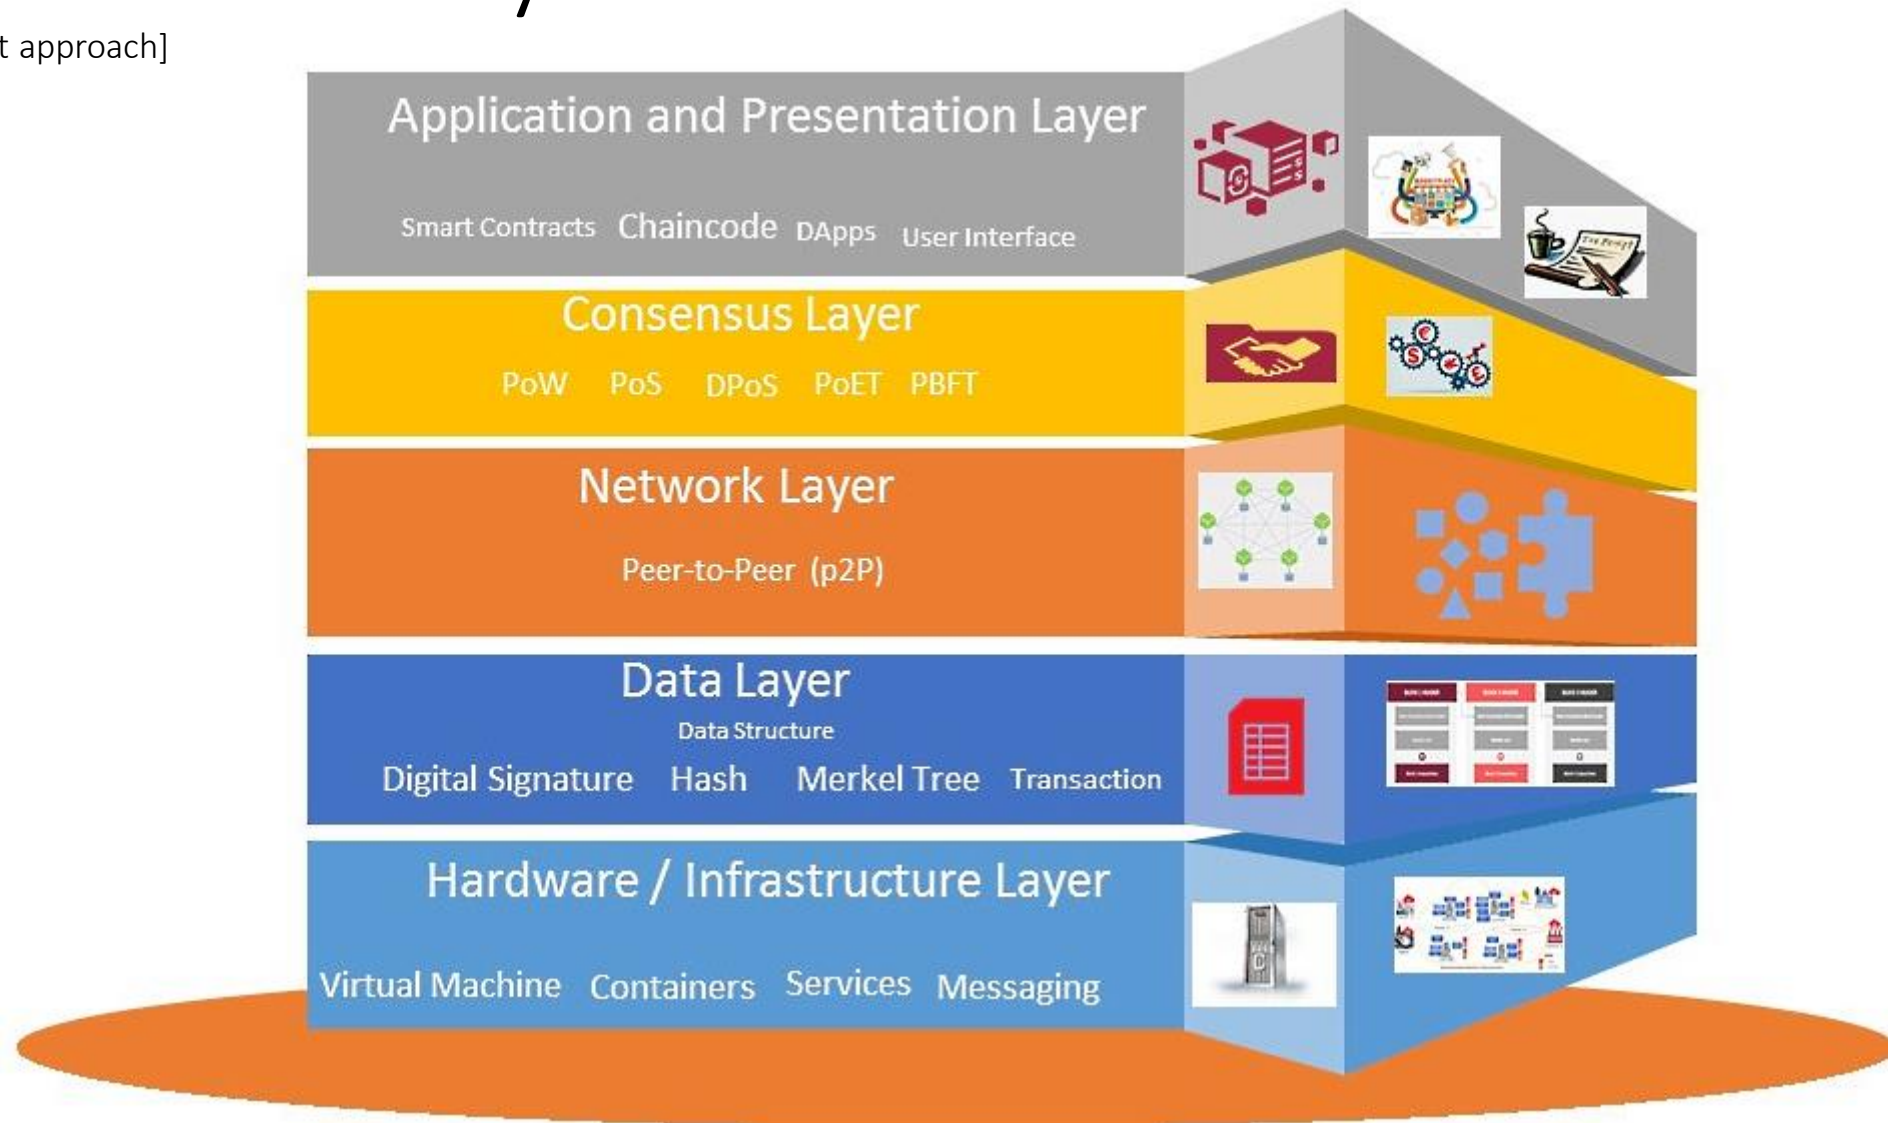 t approach]
Application and Presentation Layer
Smart Contracts Chaincode DApps User Interface
Consensus Layer
PoW PoS DPoS PoET PBFT
Network Layer
Peer-to-Peer (p2P)
Data Layer
Data Structure
Digital Signature Hash Merkel Tree Transaction
Hardware / Infrastructure Layer
Virtual Machine Containers Services Messaging